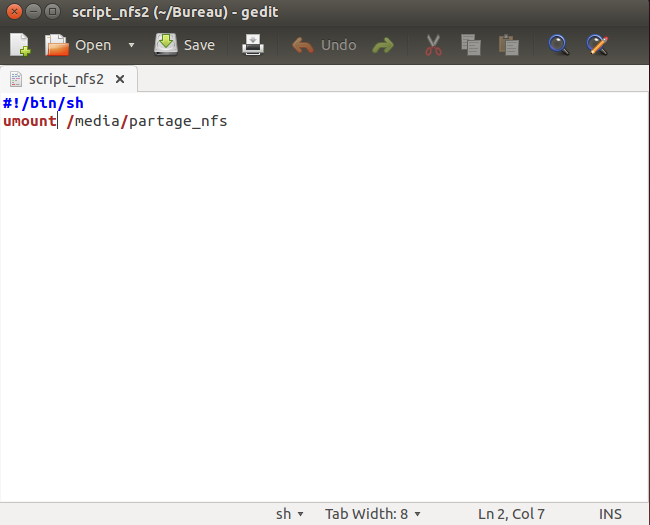 script_nfs2 (~/Bureau) - gedit
Open Save Undo
script_nfs2
#!/bin/sh
umount /media/partage_nfs
sh Tab Width: 8 Ln 2, Col 7 INS